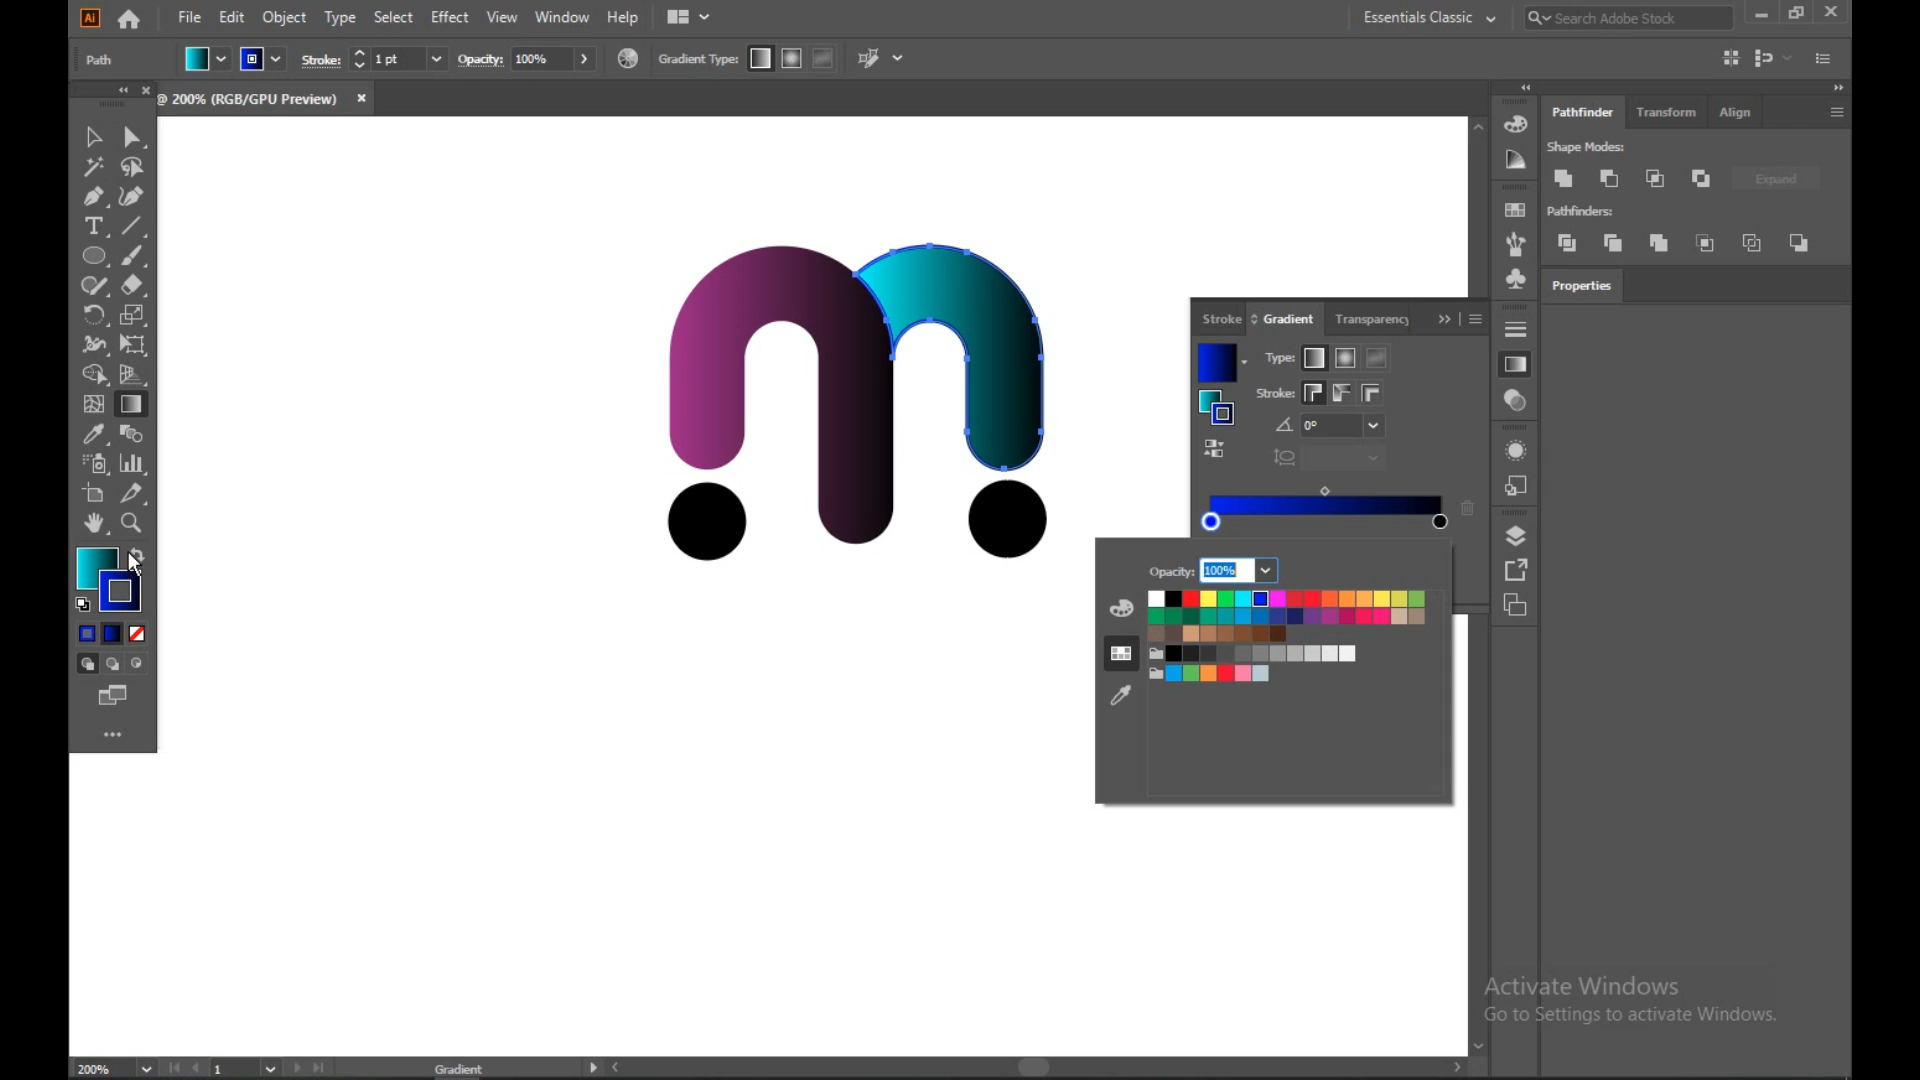 Ai File Edit Object Type Select Effect View Window Help Essentials Classic Search Adobe Stock
Path Stroke: 1 pt Opacity: 100% Gradient Type:
@ 200% (RGB/GPU Preview)
Pathfinder Transform Align
Shape Modes:
Expand
Pathfinders:
Properties
Stroke Gradient Transparency
Type:
Stroke:
0°
Opacity: 100%
Activate Windows
Go to Settings to activate Windows.
200% 1 Gradient